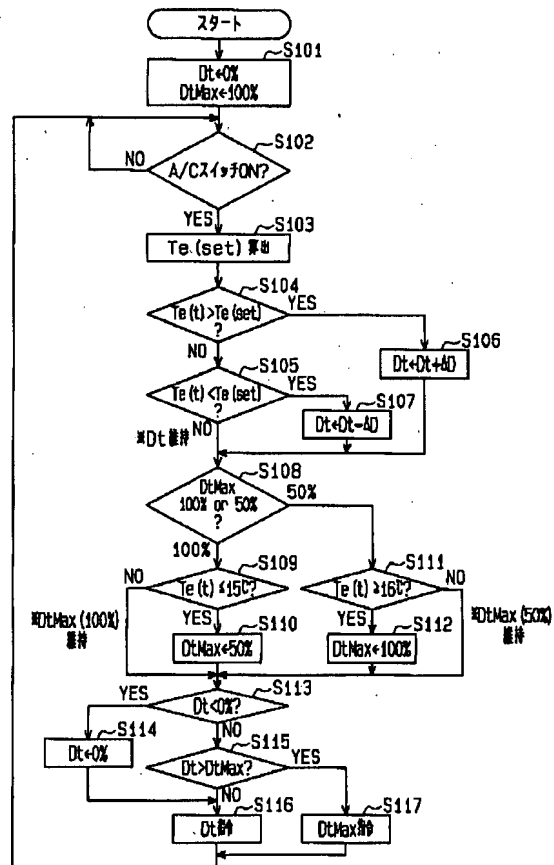 スタート
S101
Dt←0%
DtMax←100%
S102
A/CスイッチON?
NO
YES
S103
Te(set) 算出
S104
Te(t)>Te(set)
?
YES
NO
S106
Dt←Dt+ΔD
S105
Te(t)<Te(set)
?
YES
S107
Dt←Dt−ΔD
NO
※Dt維持
S108
DtMax
100% or 50%
?
50%
100%
S109
Te(t)≦15℃?
NO
YES
S111
Te(t)≧16℃?
NO
YES
※DtMax(100%)
維持
S110
DtMax←50%
S112
DtMax←100%
※DtMax(50%)
維持
S113
Dt<0%?
YES
NO
S114
Dt←0%
S115
Dt>DtMax?
YES
NO
S116
Dt指令
S117
DtMax指令